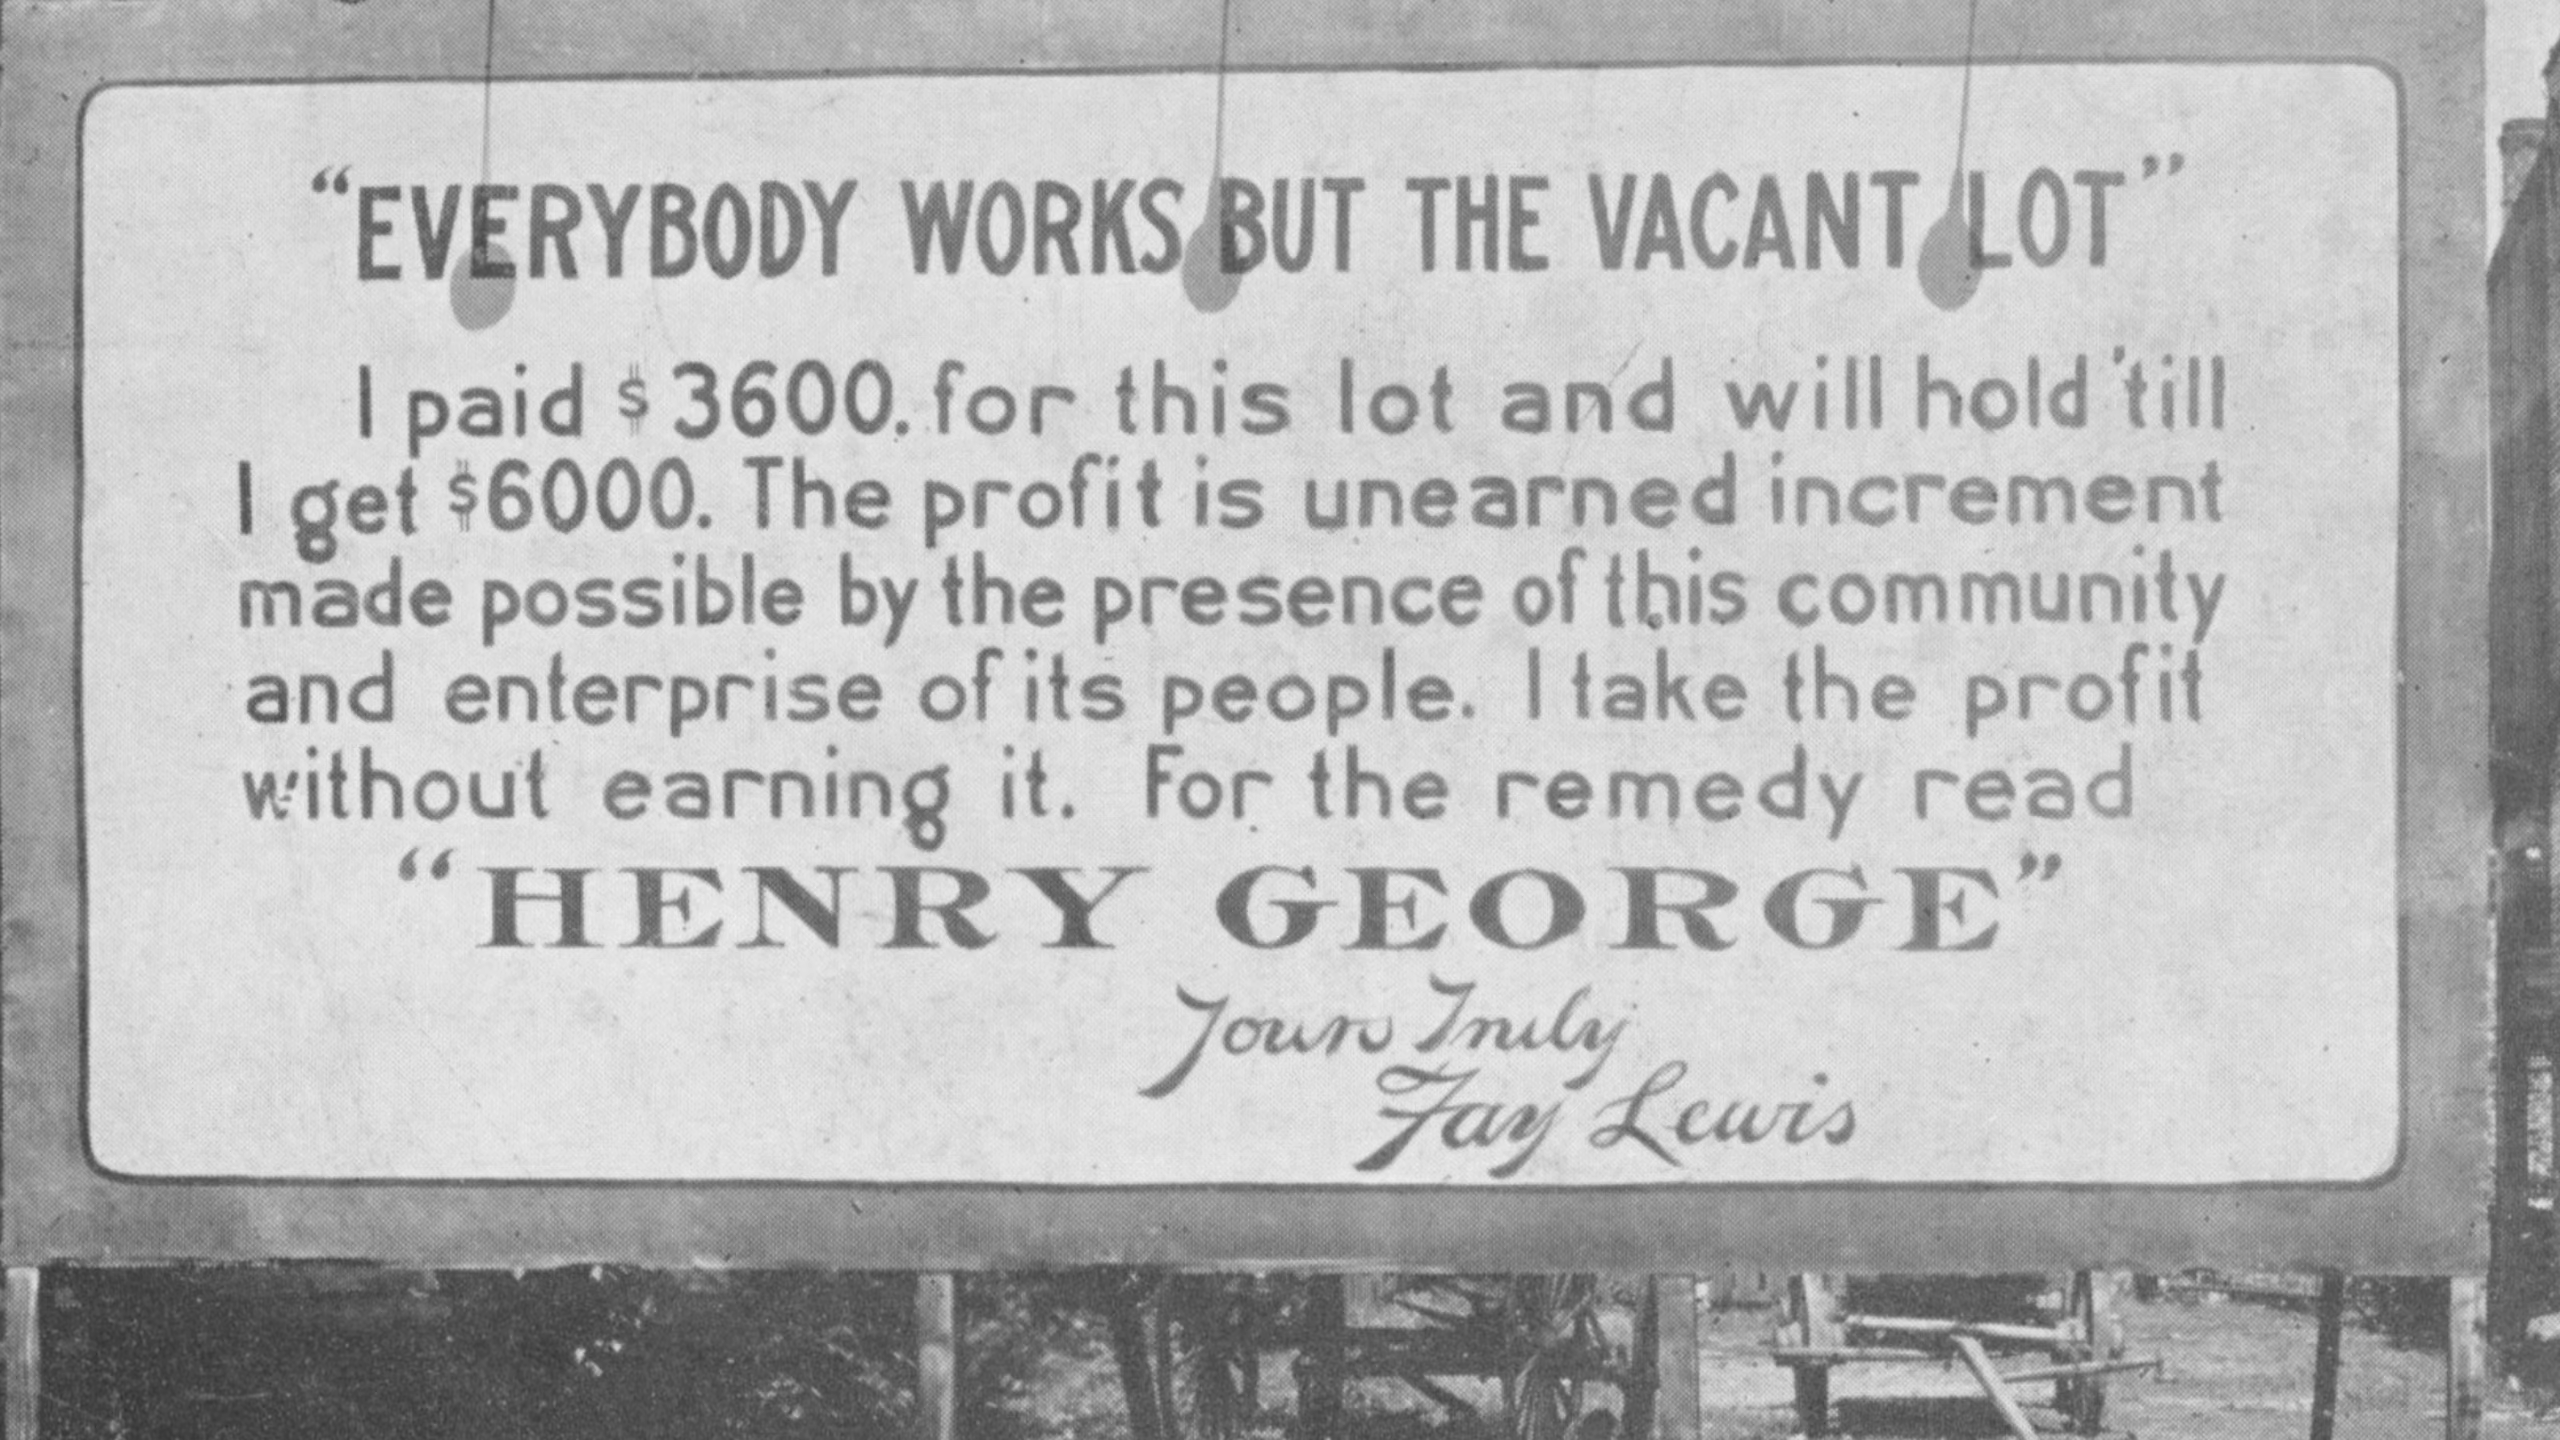 "EVERYBODY WORKS BUT THE VACANT LOT"
I paid $3600. for this lot and will hold 'till
I get $6000. The profit is unearned increment
made possible by the presence of this community
and enterprise of its people. I take the profit
without earning it. For the remedy read
"HENRY GEORGE"
Yours Truly
Fay Lewis